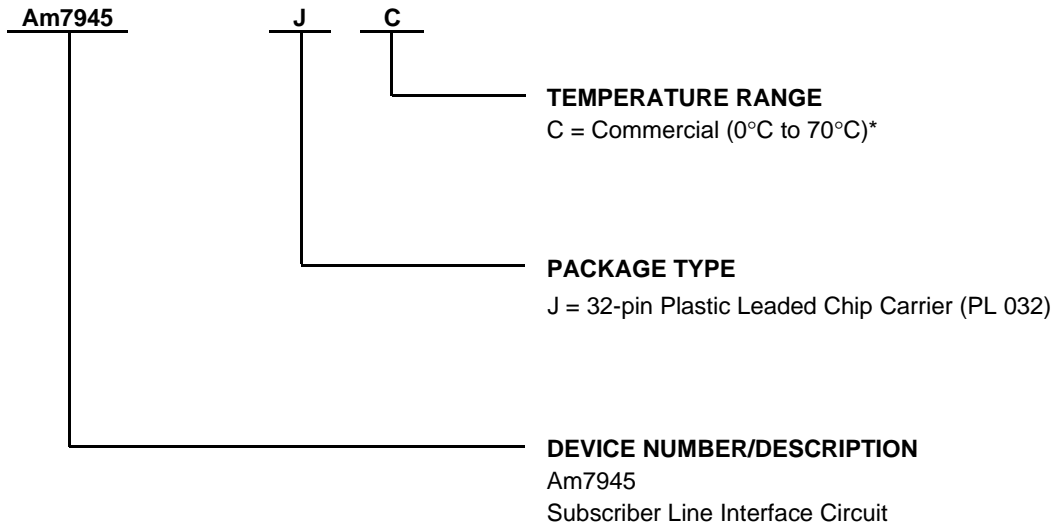 Am7945 J C
TEMPERATURE RANGE
C = Commercial (0°C to 70°C)*
PACKAGE TYPE
J = 32-pin Plastic Leaded Chip Carrier (PL 032)
DEVICE NUMBER/DESCRIPTION
Am7945
Subscriber Line Interface Circuit